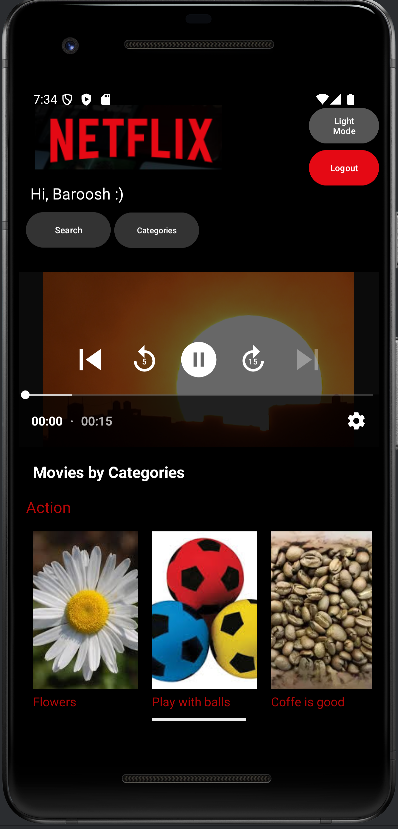 7:34
NETFLIX
Light
Mode
Logout
Hi, Baroosh :)
Search
Categories
5
15
00:00 · 00:15
Movies by Categories
Action
Flowers
Play with balls
Coffe is good